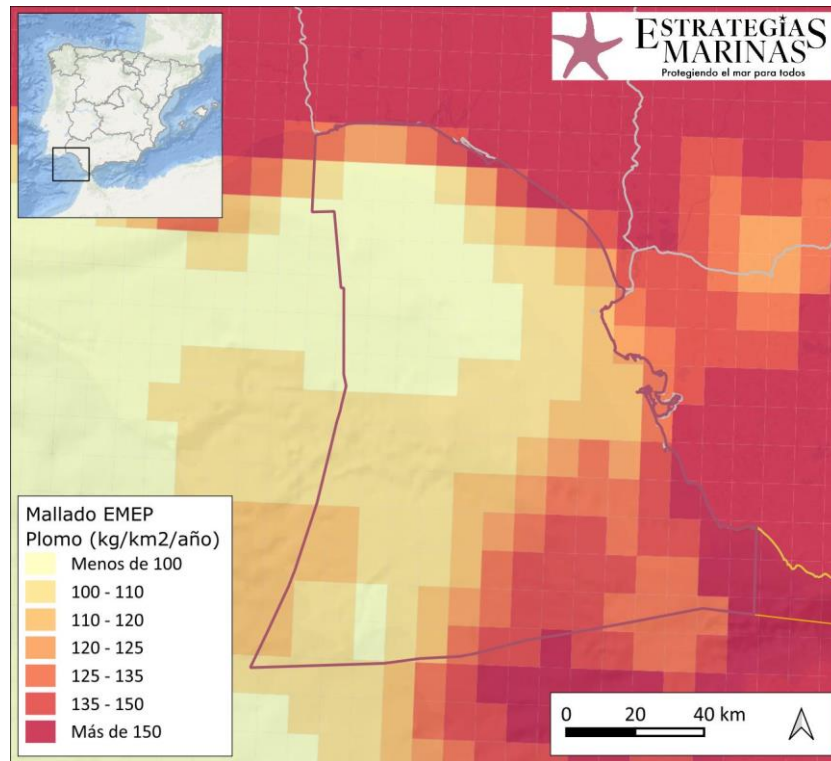 ESTRATEGIAS
MARINAS
Protegiendo el mar para todos
Mallado EMEP
Plomo (kg/km2/año)
Menos de 100
100 - 110
110 - 120
120 - 125
125 - 135
135 - 150
Más de 150
0 20 40 km